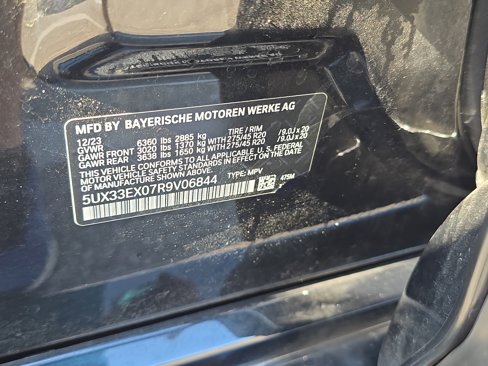 MFD BY BAYERISCHE MOTOREN WERKE AG
12/23 TIRE / RIM
GVWR 6360 lbs 2885 kg
GAWR FRONT 3020 lbs 1370 kg WITH 275/45 R20 /9.0J x 20
GAWR REAR 3638 lbs 1650 kg WITH 275/45 R20 /9.0J x 20
THIS VEHICLE CONFORMS TO ALL APPLICABLE U.S. FEDERAL
MOTOR VEHICLE SAFETY STANDARDS IN EFFECT ON THE DATE
OF MANUFACTURE SHOWN ABOVE.
5UX33EX07R9V06844 TYPE: MPV
475M